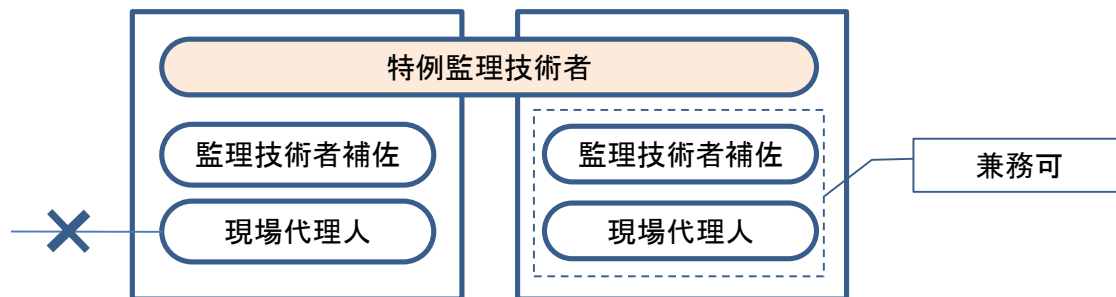 特例監理技術者
監理技術者補佐
監理技術者補佐
兼務可
現場代理人
現場代理人